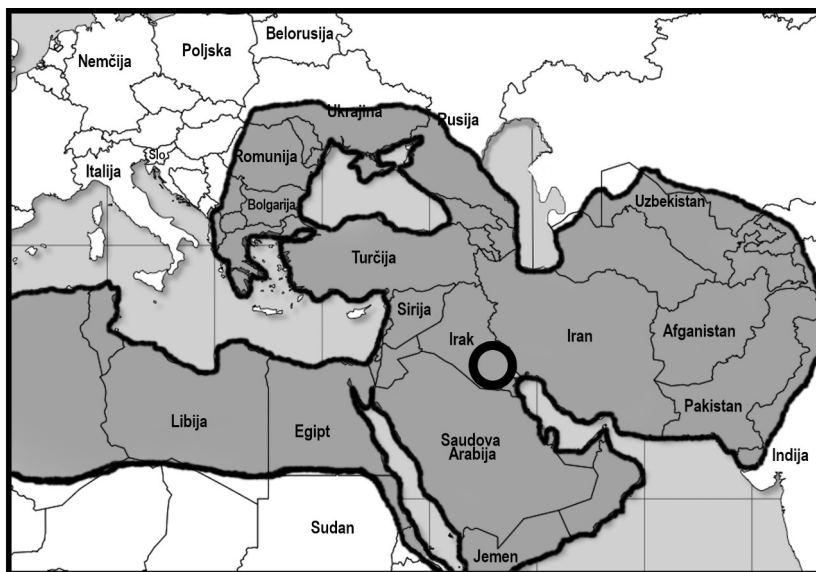 Belorusija
Nemčija
Poljska
Ukrajina
Rusija
Slo
Romunija
Italija
Bolgarija
Uzbekistan
Turčija
Sirija
Irak
Iran
Afganistan
Pakistan
Libija
Egipt
Saudova
Arabija
Indija
Sudan
Jemen